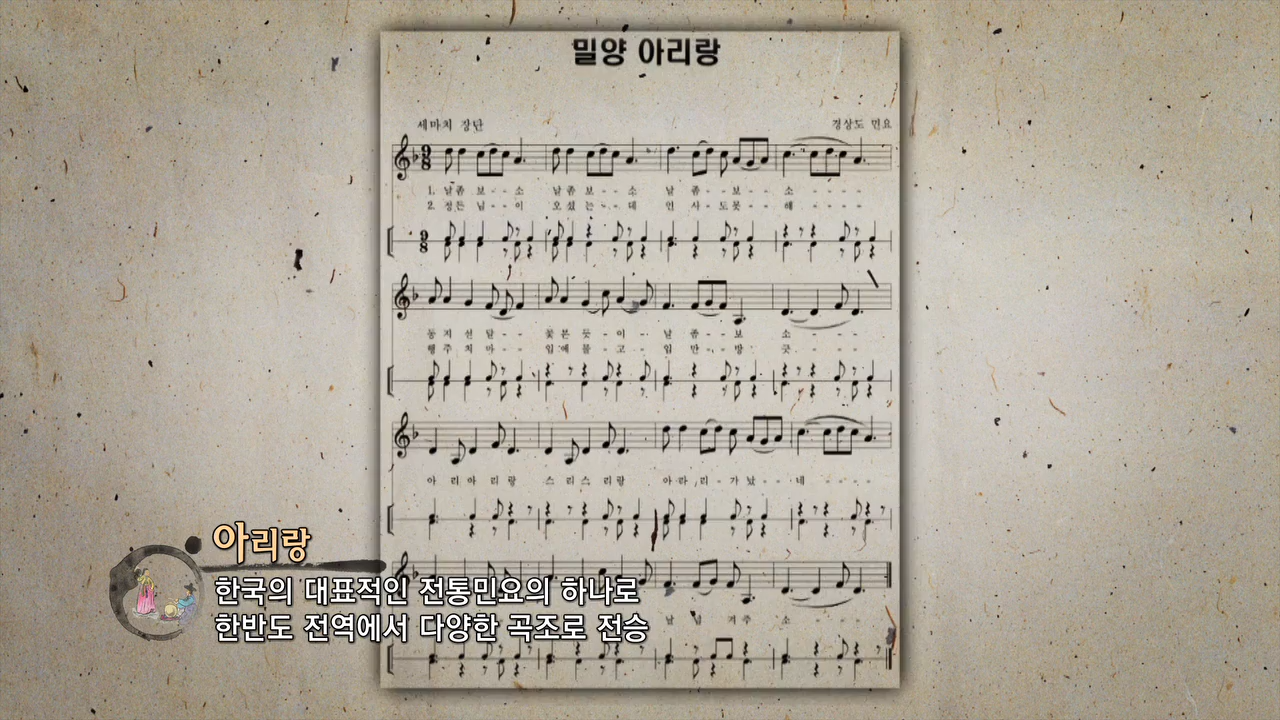 밀양 아리랑
세마치 장단
경상도 민요
9 8
1. 날좀 보 - - 소 날좀 보 - - 소 날 좀 - - 보 - - 소 - - - -
2. 정든 님 - - 이 오셨 는 - - 대 인 사 - 도못 - - 해 - - - -
9 8
동 지 섣 달 - - 꽃 본 듯 - 이 날 좀 - - 보 소 - - - -
행 주 치 마 - - 입 에 물 - 고 입 만 - - 방 긋 - - - -
아 리 아 리 랑 스 리 스 리 랑 아 라 리 - 가 났 - - 네 - - - -
아리랑
한국의 대표적인 전통민요의 하나로
한반도 전역에서 다양한 곡조로 전승
소 - - - -